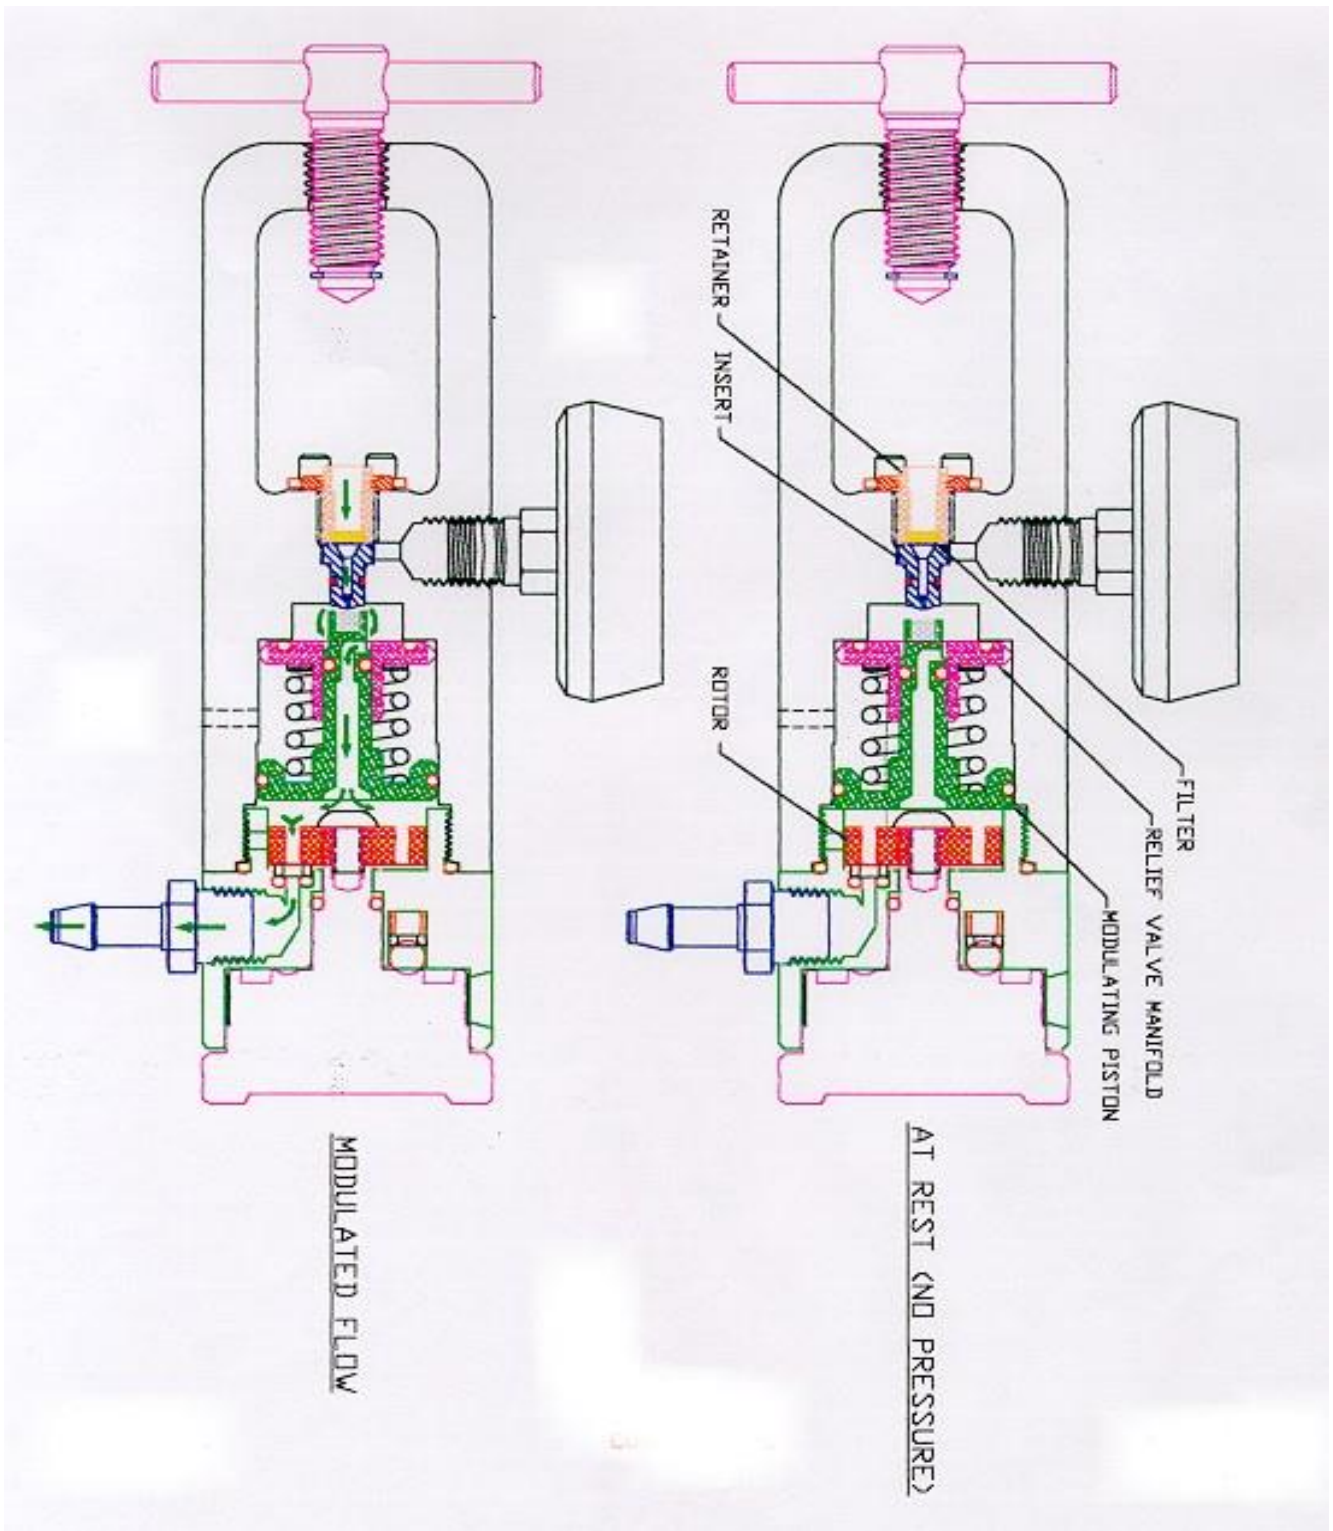 RETAINER
INSERT
ROTOR
FILTER
RELIEF VALVE MANIFOLD
MODULATING PISTON
AT REST (NO PRESSURE)
MODULATED FLOW